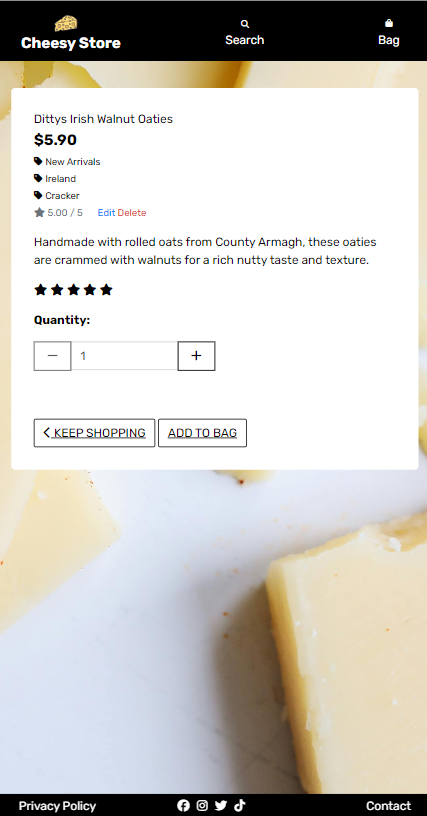 Cheesy Store
Search
Bag
Dittys Irish Walnut Oaties
$5.90
New Arrivals
Ireland
Cracker
5.00 / 5 Edit Delete
Handmade with rolled oats from County Armagh, these oaties
are crammed with walnuts for a rich nutty taste and texture.
Quantity:
− 1 +
KEEP SHOPPING ADD TO BAG
Privacy Policy Contact